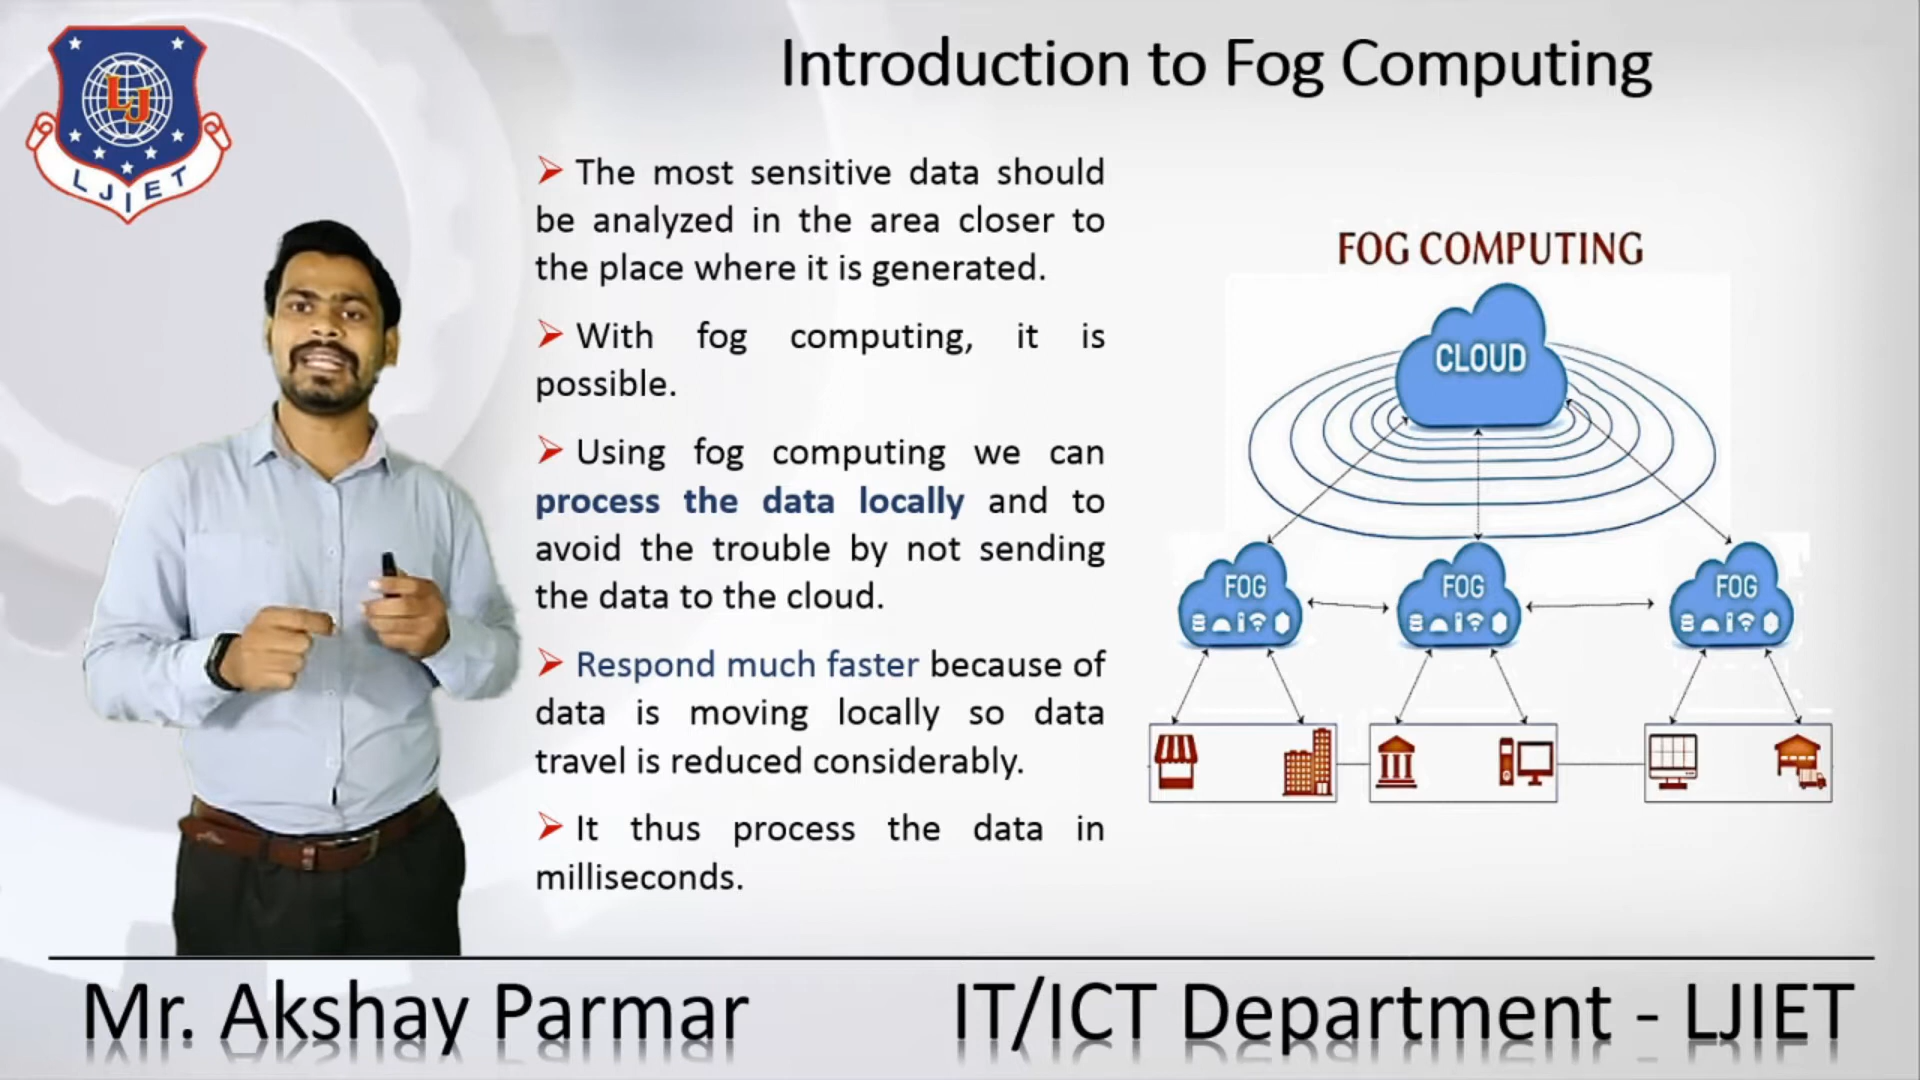 LJ
LJIET
Introduction to Fog Computing
➢ The most sensitive data should
be analyzed in the area closer to
the place where it is generated.
➢ With fog computing, it is
possible.
➢ Using fog computing we can
process the data locally and to
avoid the trouble by not sending
the data to the cloud.
➢ Respond much faster because of
data is moving locally so data
travel is reduced considerably.
➢ It thus process the data in
milliseconds.
FOG COMPUTING
CLOUD
FOG
FOG
FOG
Mr. Akshay Parmar
IT/ICT Department - LJIET